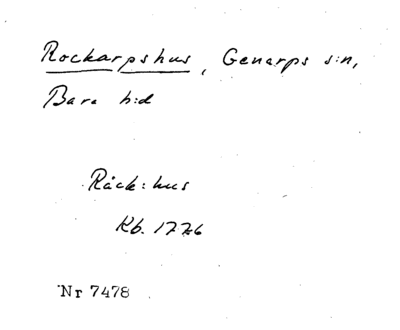 Rockarpshus, Genarps s:n,
Bara h:d
Räck:hus
Kb. 1776
Nr 7478